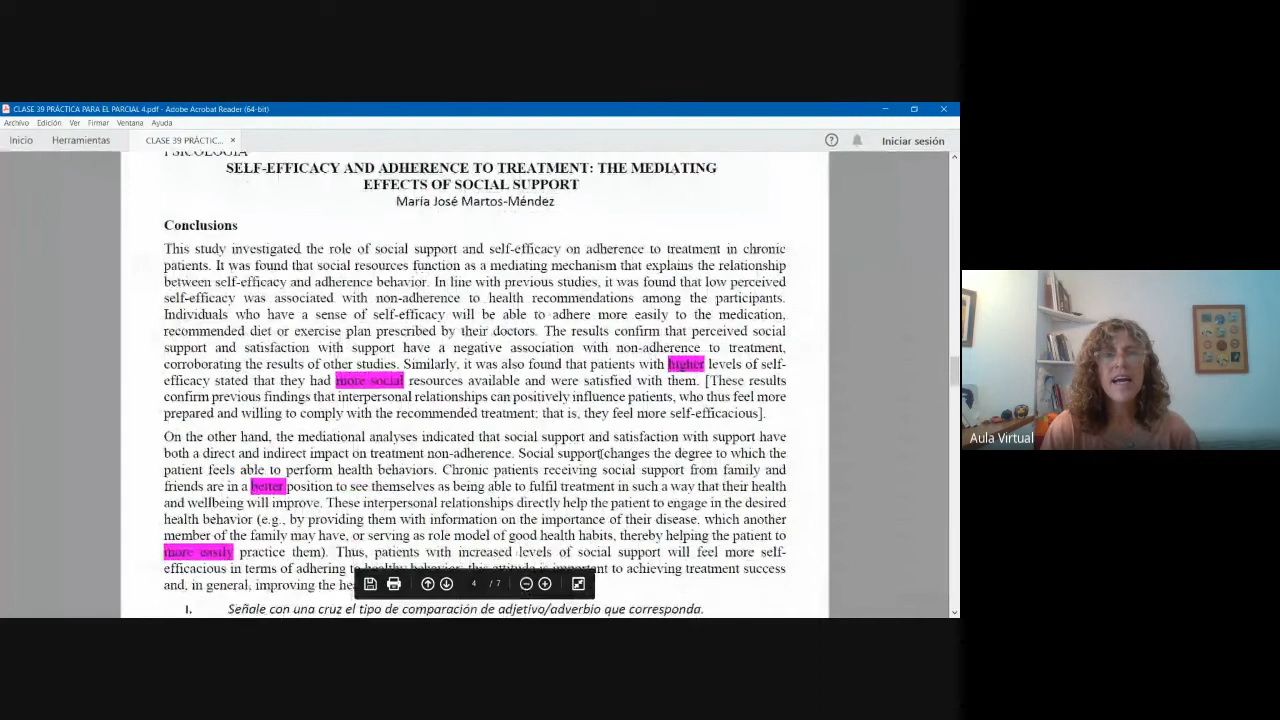 CLASE 39 PRÁCTICA PARA EL PARCIAL 4.pdf - Adobe Acrobat Reader (64-bit)
Archivo Edición Ver Firmar Ventana Ayuda
Inicio Herramientas CLASE 39 PRÁCTIC... × Iniciar sesión
PSICOLOGÍA
SELF-EFFICACY AND ADHERENCE TO TREATMENT: THE MEDIATING
EFFECTS OF SOCIAL SUPPORT
María José Martos-Méndez
Conclusions
This study investigated the role of social support and self-efficacy on adherence to treatment in chronic
patients. It was found that social resources function as a mediating mechanism that explains the relationship
between self-efficacy and adherence behavior. In line with previous studies, it was found that low perceived
self-efficacy was associated with non-adherence to health recommendations among the participants.
Individuals who have a sense of self-efficacy will be able to adhere more easily to the medication,
recommended diet or exercise plan prescribed by their doctors. The results confirm that perceived social
support and satisfaction with support have a negative association with non-adherence to treatment,
corroborating the results of other studies. Similarly, it was also found that patients with higher levels of self-
efficacy stated that they had more social resources available and were satisfied with them. [These results
confirm previous findings that interpersonal relationships can positively influence patients, who thus feel more
prepared and willing to comply with the recommended treatment; that is, they feel more self-efficacious].
On the other hand, the mediational analyses indicated that social support and satisfaction with support have
both a direct and indirect impact on treatment non-adherence. Social support changes the degree to which the
patient feels able to perform health behaviors. Chronic patients receiving social support from family and
friends are in a better position to see themselves as being able to fulfil treatment in such a way that their health
and wellbeing will improve. These interpersonal relationships directly help the patient to engage in the desired
health behavior (e.g., by providing them with information on the importance of their disease, which another
member of the family may have, or serving as role model of good health habits, thereby helping the patient to
more easily practice them). Thus, patients with increased levels of social support will feel more self-
efficacious in terms of adhering to healthy behavior; this attitude is important to achieving treatment success
and, in general, improving the hea
4 / 7
I. Señale con una cruz el tipo de comparación de adjetivo/adverbio que corresponda.
Aula Virtual